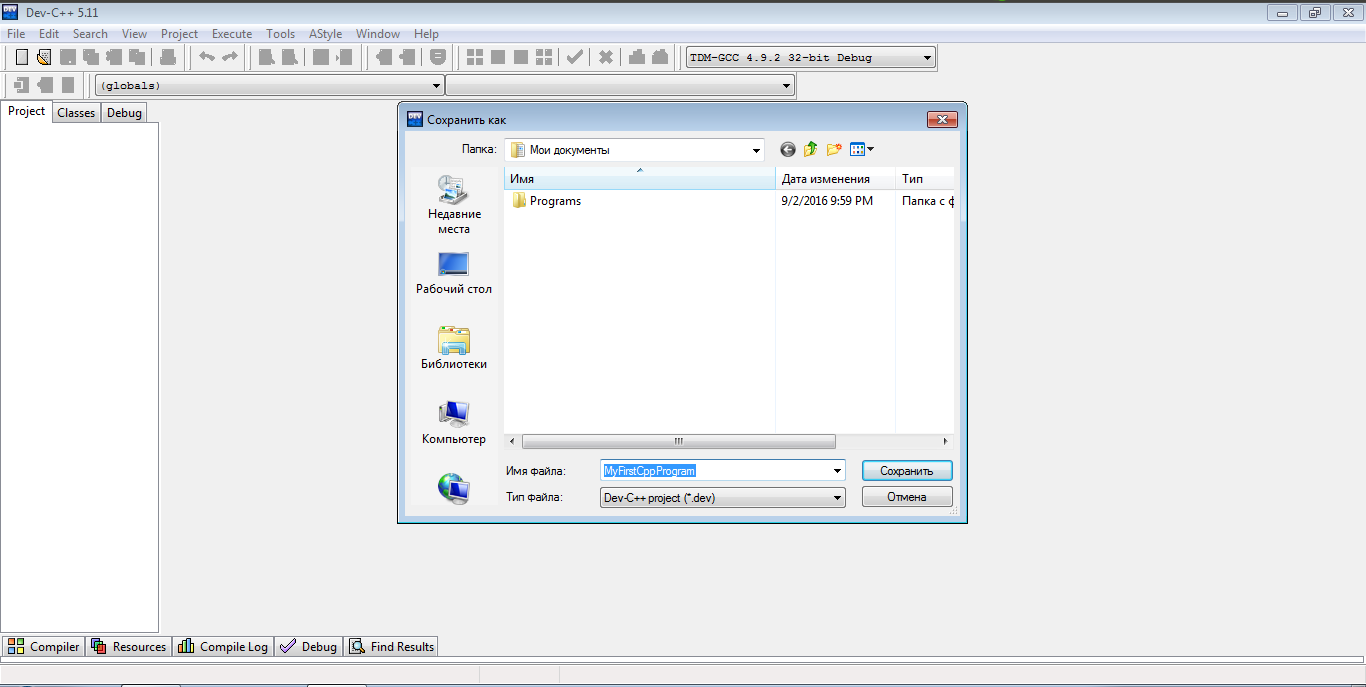 Dev-C++ 5.11
File Edit Search View Project Execute Tools AStyle Window Help
TDM-GCC 4.9.2 32-bit Debug
(globals)
Project Classes Debug
Сохранить как
Папка: Мои документы
Имя Дата изменения Тип
Programs 9/2/2016 9:59 PM Папка с ф
Недавние
места
Рабочий стол
Библиотеки
Компьютер
Имя файла: MyFirstCppProgram Сохранить
Тип файла: Dev-C++ project (*.dev) Отмена
Compiler Resources Compile Log Debug Find Results